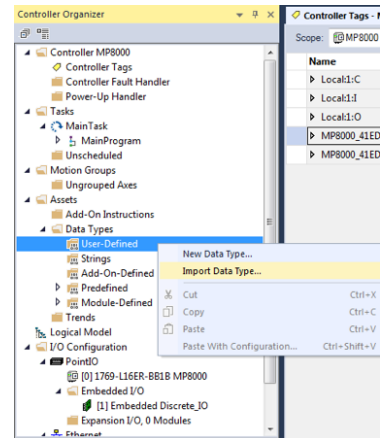 Controller Organizer
Controller MP8000
Controller Tags
Controller Fault Handler
Power-Up Handler
Tasks
MainTask
MainProgram
Unscheduled
Motion Groups
Ungrouped Axes
Assets
Add-On Instructions
Data Types
User-Defined
Strings
Add-On-Defined
Predefined
Module-Defined
Trends
Logical Model
I/O Configuration
PointIO
[0] 1769-L16ER-BB1B MP8000
Embedded I/O
[1] Embedded Discrete_IO
Expansion I/O, 0 Modules
Ethernet
Controller Tags - M
Scope: MP8000
Name
Local:1:C
Local:1:I
Local:1:O
MP8000_41ED
MP8000_41ED
New Data Type...
Import Data Type...
Cut Ctrl+X
Copy Ctrl+C
Paste Ctrl+V
Paste With Configuration... Ctrl+Shift+V